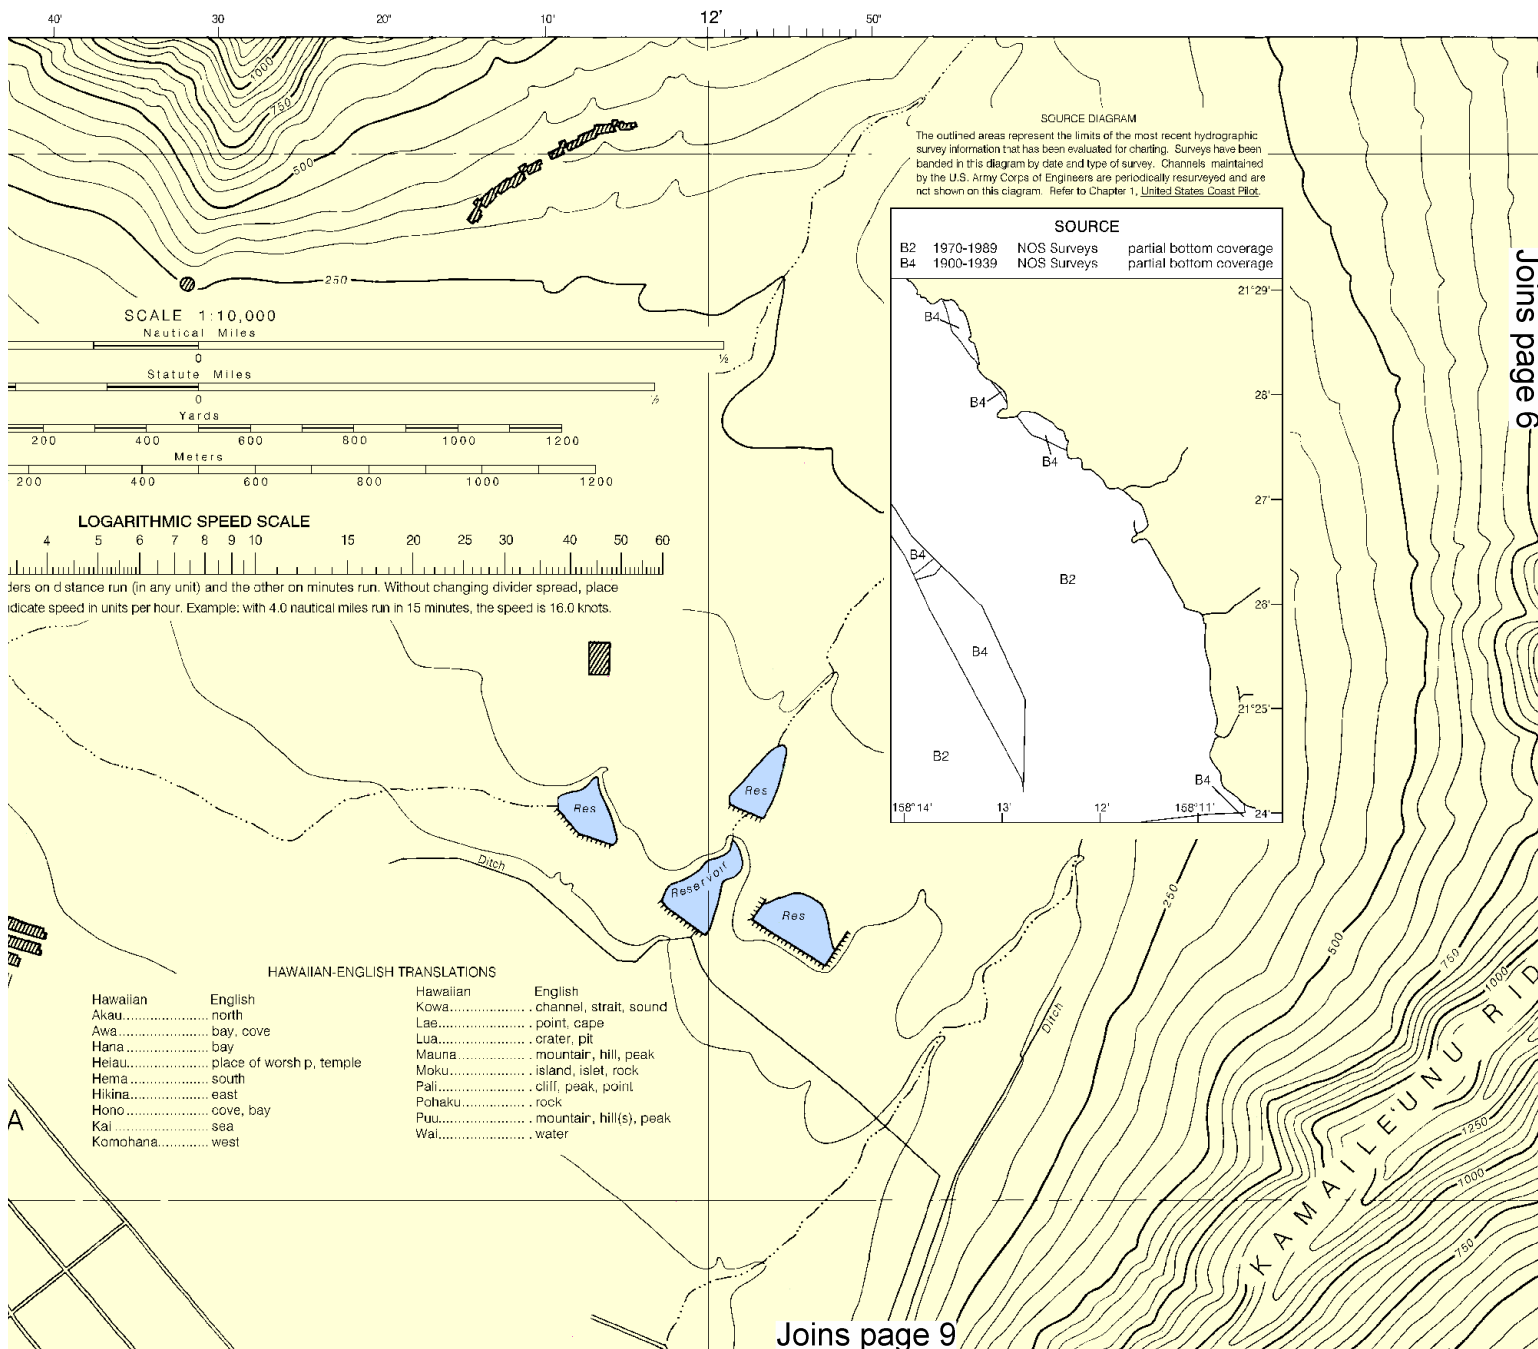 40" 30 20" 10' 12' 50"
1000
750
500
250
SOURCE DIAGRAM
The outlined areas represent the limits of the most recent hydrographic
survey information that has been evaluated for charting. Surveys have been
banded in this diagram by date and type of survey. Channels maintained
by the U.S. Army Corps of Engineers are periodically resurveyed and are
not shown on this diagram. Refer to Chapter 1, United States Coast Pilot.
SOURCE
B2 1970-1989 NOS Surveys partial bottom coverage
B4 1900-1939 NOS Surveys partial bottom coverage
21°29'
B4
28'
B4
B4
27'
B4
B2
26'
B4
21°25'
B2
B4
158°14' 13' 12' 158°11' 24'
Joins page 6
SCALE 1:10,000
Nautical Miles
0 ½
Statute Miles
0 ½
Yards
200 400 600 800 1000 1200
Meters
200 400 600 800 1000 1200
LOGARITHMIC SPEED SCALE
4 5 6 7 8 9 10 15 20 25 30 40 50 60
ders on d stance run (in any unit) and the other on minutes run. Without changing divider spread, place
dicate speed in units per hour. Example: with 4.0 nautical miles run in 15 minutes, the speed is 16.0 knots.
Res
Res
Ditch
Reservoir
Res
250
500
750
1000
Ditch
HAWAIIAN-ENGLISH TRANSLATIONS
Hawaiian English
Akau north
Awa bay, cove
Hana bay
Heiau place of worsh p, temple
Hema south
Hikina east
Hono cove, bay
Kai sea
Komohana west
Hawaiian English
Kowa channel, strait, sound
Lae point, cape
Lua crater, pit
Mauna mountain, hill, peak
Moku island, islet, rock
Pali cliff, peak, point
Pohaku rock
Puu mountain, hill(s), peak
Wai water
A
KAMAILE'UNU RID
1250
1000
750
Joins page 9